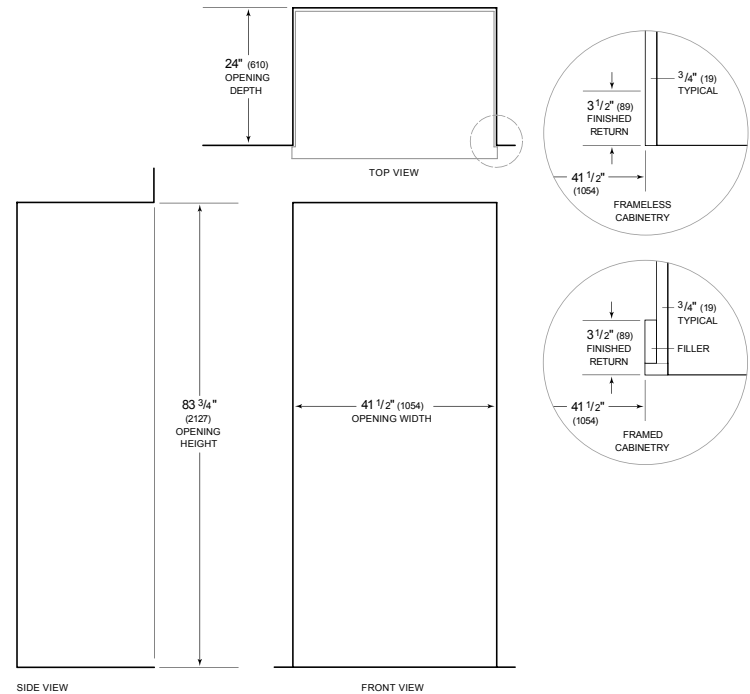 24" (610)
OPENING
DEPTH
TOP VIEW
3/4" (19)
TYPICAL
3 1/2" (89)
FINISHED
RETURN
41 1/2"
(1054)
FRAMELESS
CABINETRY
3/4" (19)
TYPICAL
3 1/2" (89)
FINISHED
RETURN
FILLER
41 1/2"
(1054)
FRAMED
CABINETRY
83 3/4"
(2127)
OPENING
HEIGHT
41 1/2" (1054)
OPENING WIDTH
SIDE VIEW
FRONT VIEW